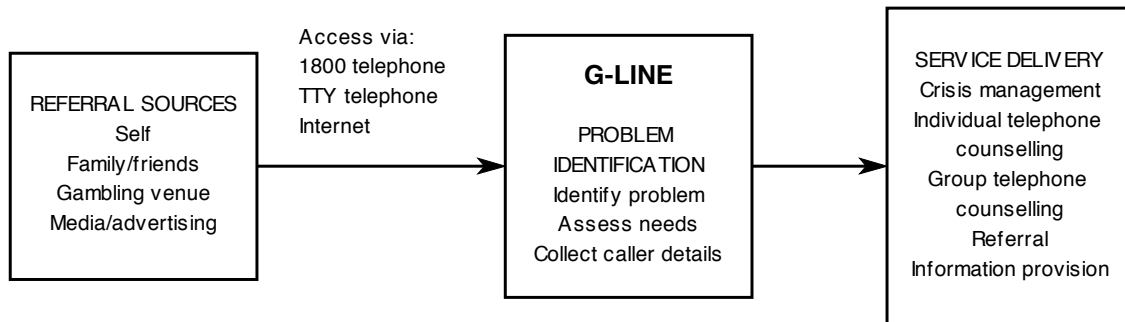 REFERRAL SOURCES
Self
Family/friends
Gambling venue
Media/advertising
Access via:
1800 telephone
TTY telephone
Internet
G-LINE
PROBLEM
IDENTIFICATION
Identify problem
Assess needs
Collect caller details
SERVICE DELIVERY
Crisis management
Individual telephone
counselling
Group telephone
counselling
Referral
Information provision